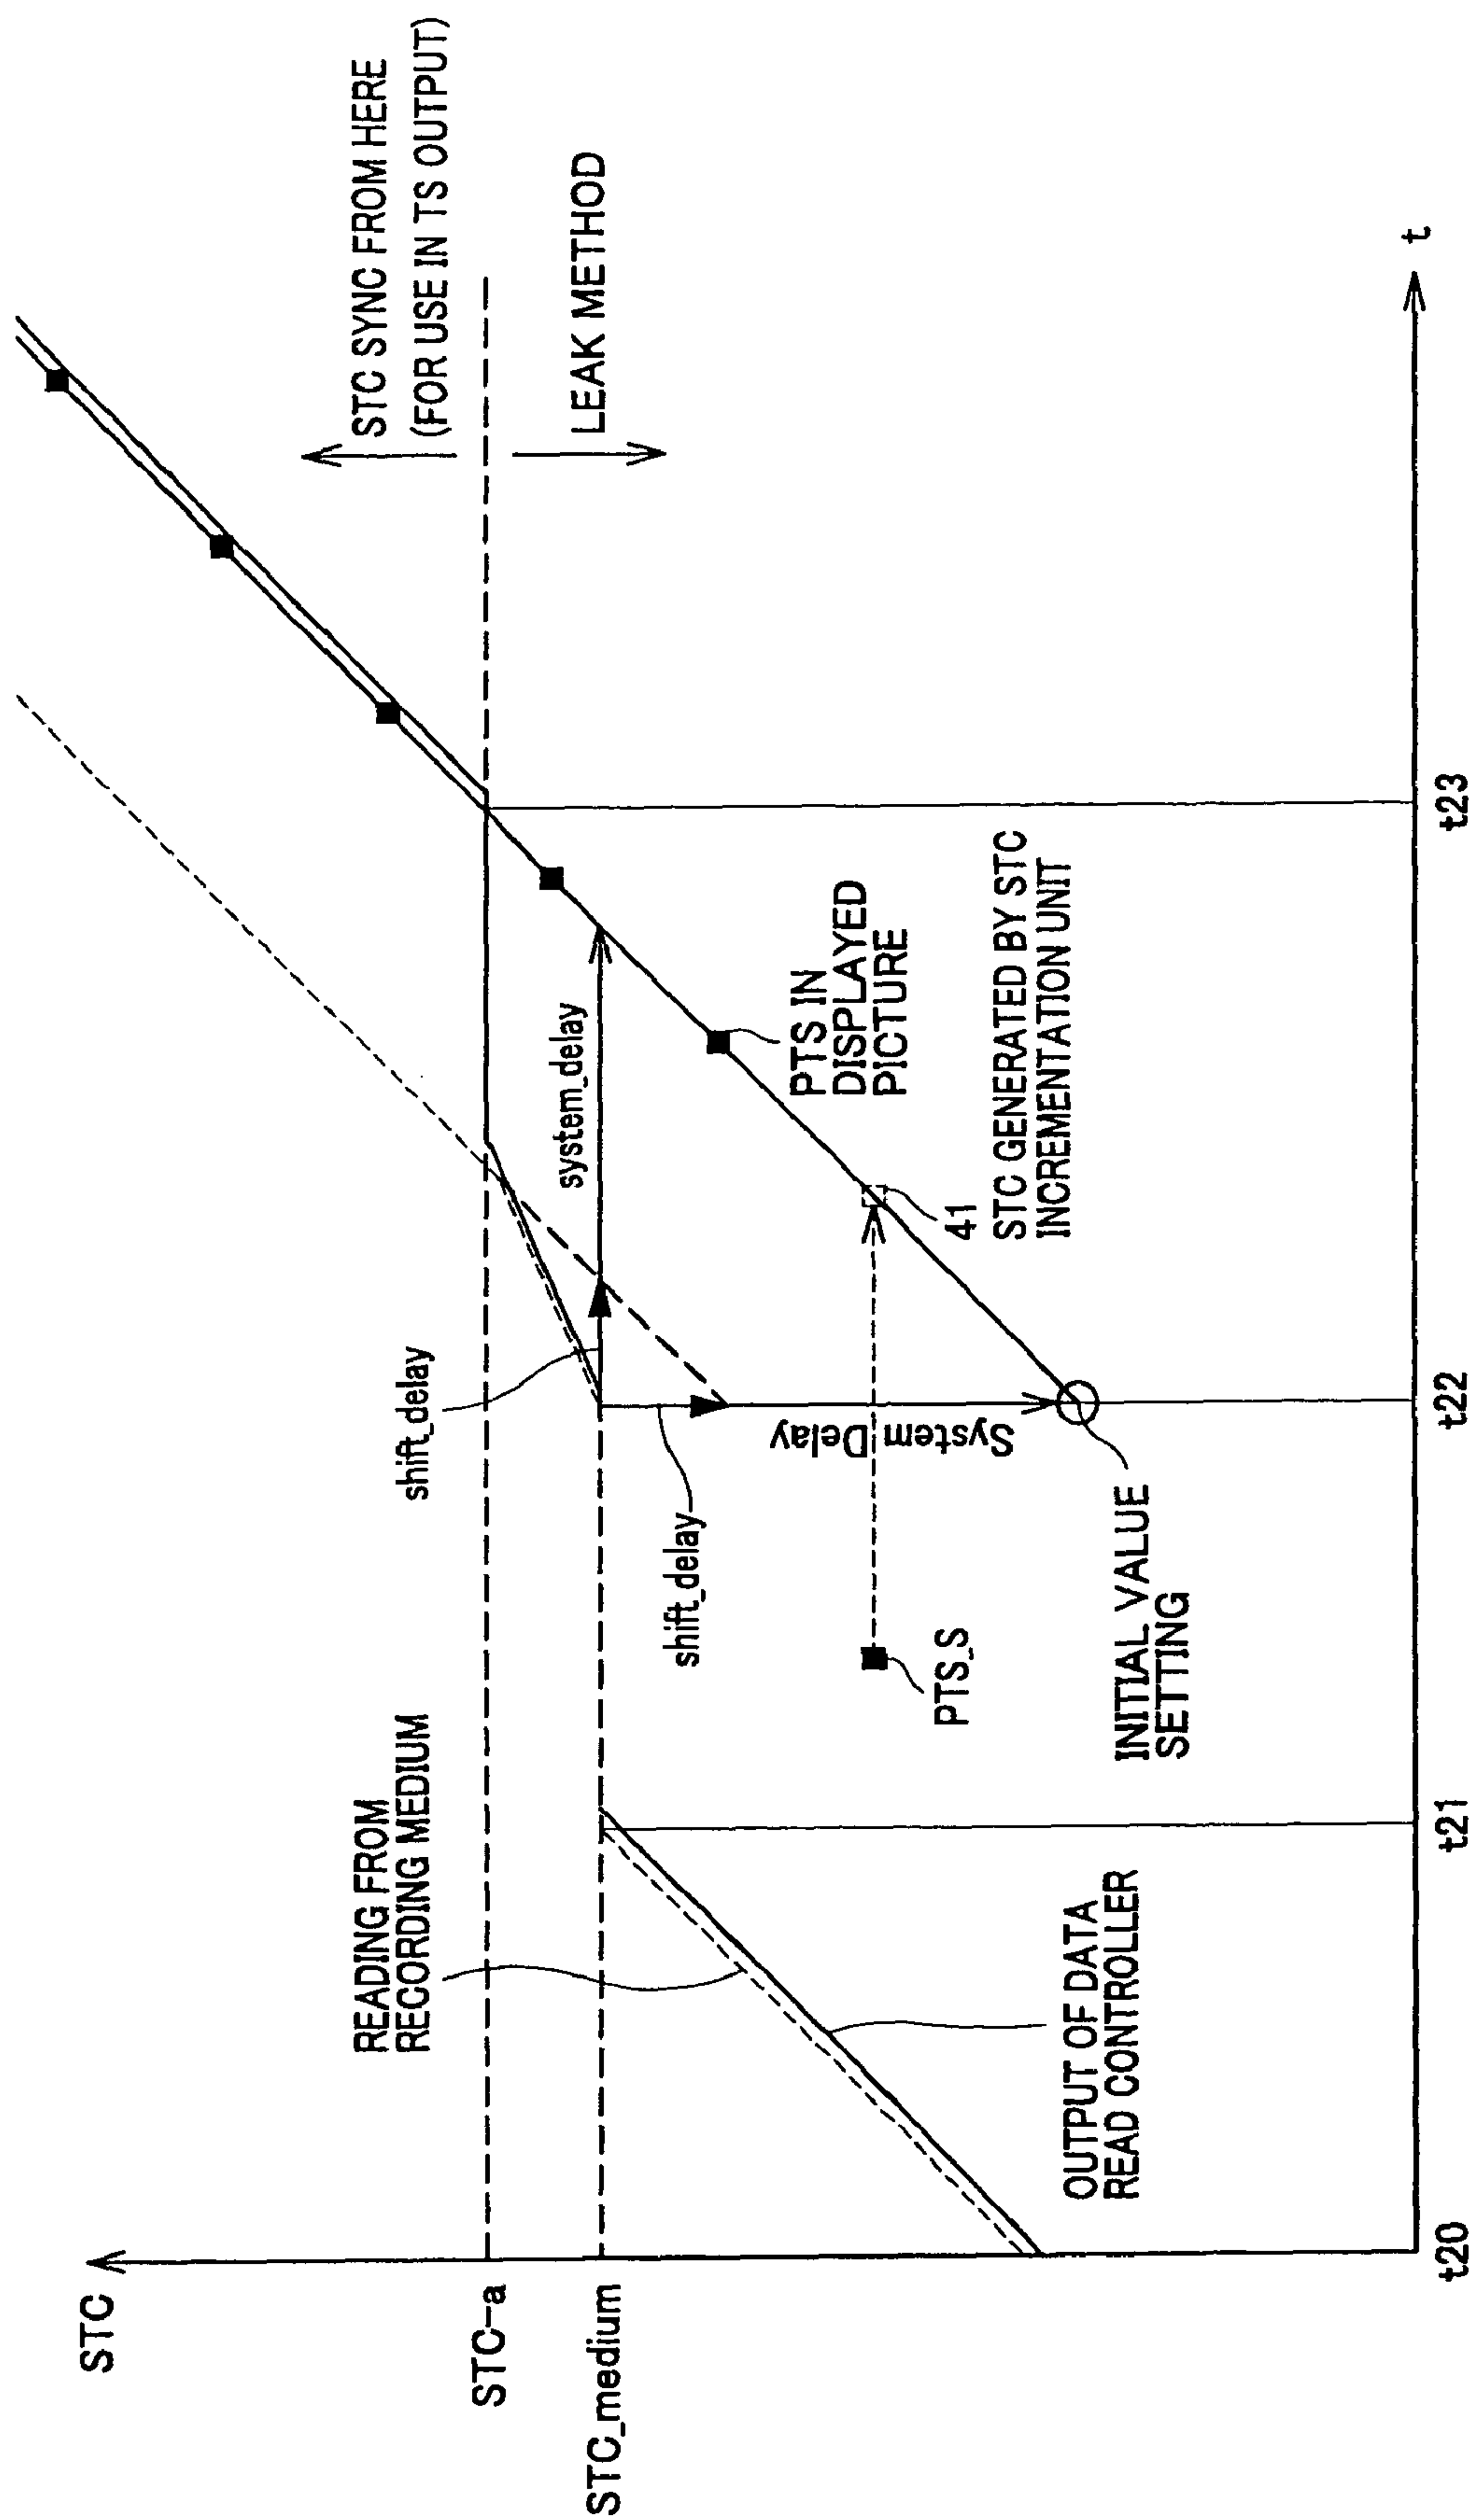 STC
STC-a
STC_medium
READING FROM
RECORDING MEDIUM
OUTPUT OF DATA
READ CONTROLLER
PTS_S
shift_delay
shift_delay
INITIAL VALUE
SETTING
System Delay
system_delay
41
PTS IN
DISPLAYED
PICTURE
STC GENERATED BY STC
INCREMENTATION UNIT
STC SYNC FROM HERE
(FOR USE IN TS OUTPUT)
LEAK METHOD
t20
t21
t22
t23
t